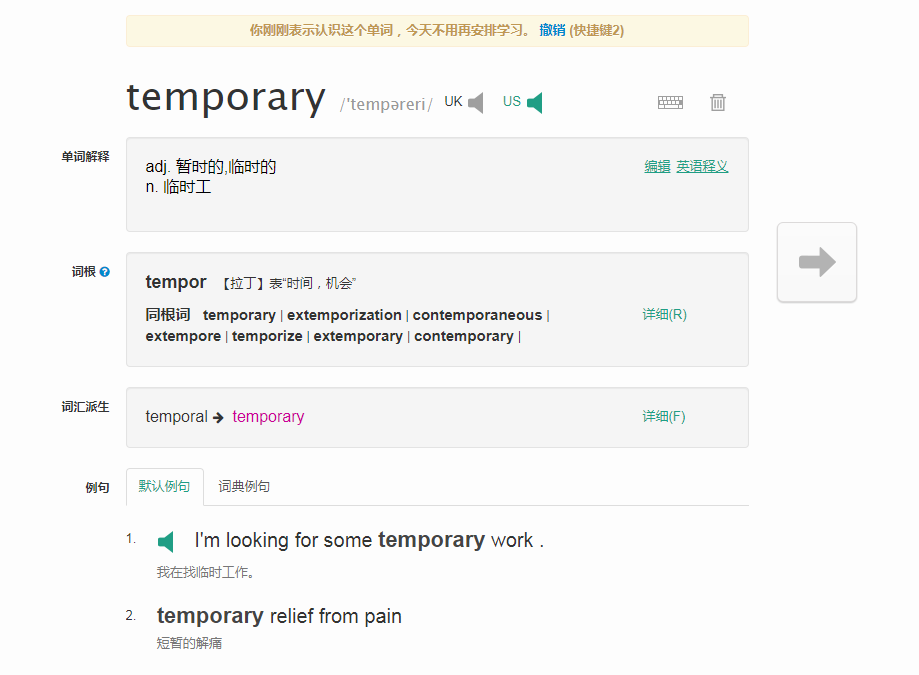 你刚刚表示认识这个单词，今天不用再安排学习。 撤销 (快捷键2)
temporary /'tempəreri/ UK US
单词解释
adj. 暂时的,临时的 编辑 英语释义
n. 临时工
词根
tempor 【拉丁】表“时间，机会”
同根词 temporary | extemporization | contemporaneous | 详细(R)
extempore | temporize | extemporary | contemporary |
词汇派生
temporal → temporary 详细(F)
例句 默认例句 词典例句
1. I'm looking for some temporary work .
我在找临时工作。
2. temporary relief from pain
短暂的解痛